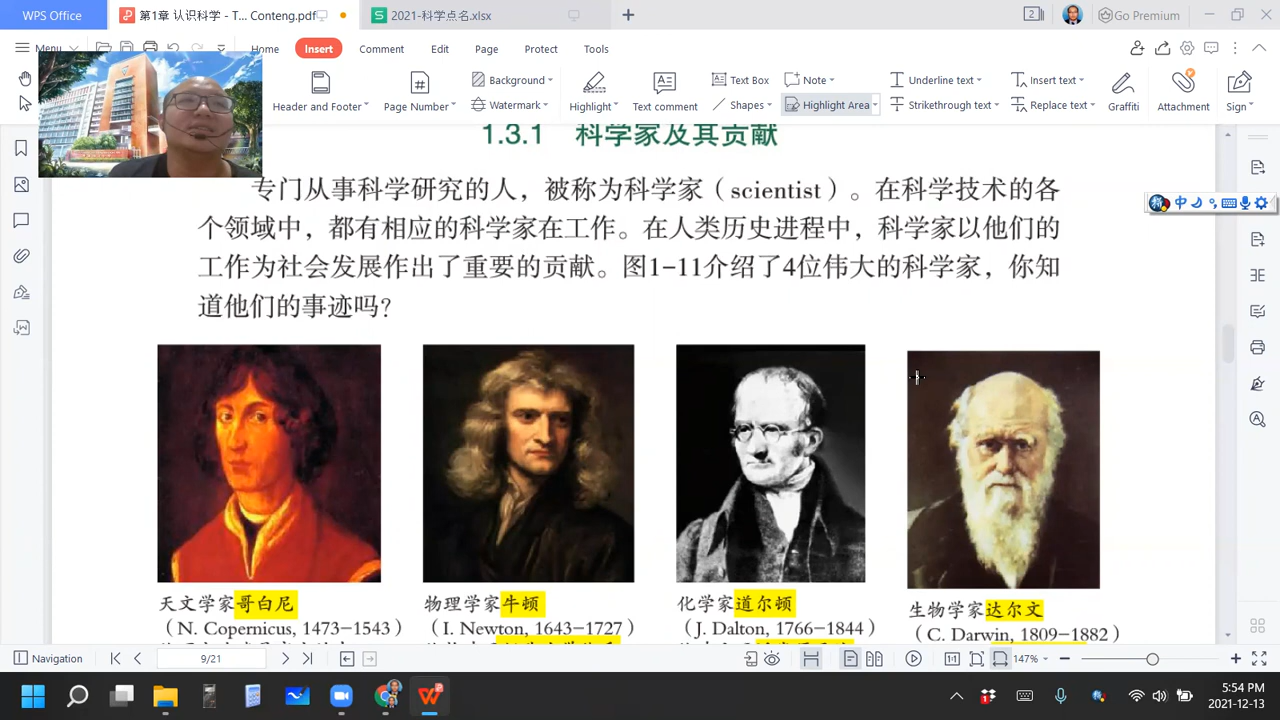 WPS Office
第1章 认识科学 - T... Conteng.pdf
2021-科学点名.xlsx
2
Go Premium
Menu
Home
Insert
Comment
Edit
Page
Protect
Tools
Header and Footer
Page Number
Background
Watermark
Highlight
Text comment
Text Box
Note
Highlight Area
Underline text
Strikethrough text
Insert text
Replace text
Graffiti
Attachment
Sign
1.3.1 科学家及其贡献
专门从事科学研究的人，被称为科学家（scientist）。在科学技术的各
个领域中，都有相应的科学家在工作。在人类历史进程中，科学家以他们的
工作为社会发展作出了重要的贡献。图1-11介绍了4位伟大的科学家，你知
道他们的事迹吗？
天文学家哥白尼
（N. Copernicus, 1473-1543）
物理学家牛顿
（I. Newton, 1643-1727）
化学家道尔顿
（J. Dalton, 1766-1844）
生物学家达尔文
（C. Darwin, 1809-1882）
中
Navigation
9/21
147%
5:54 PM
2021-12-13